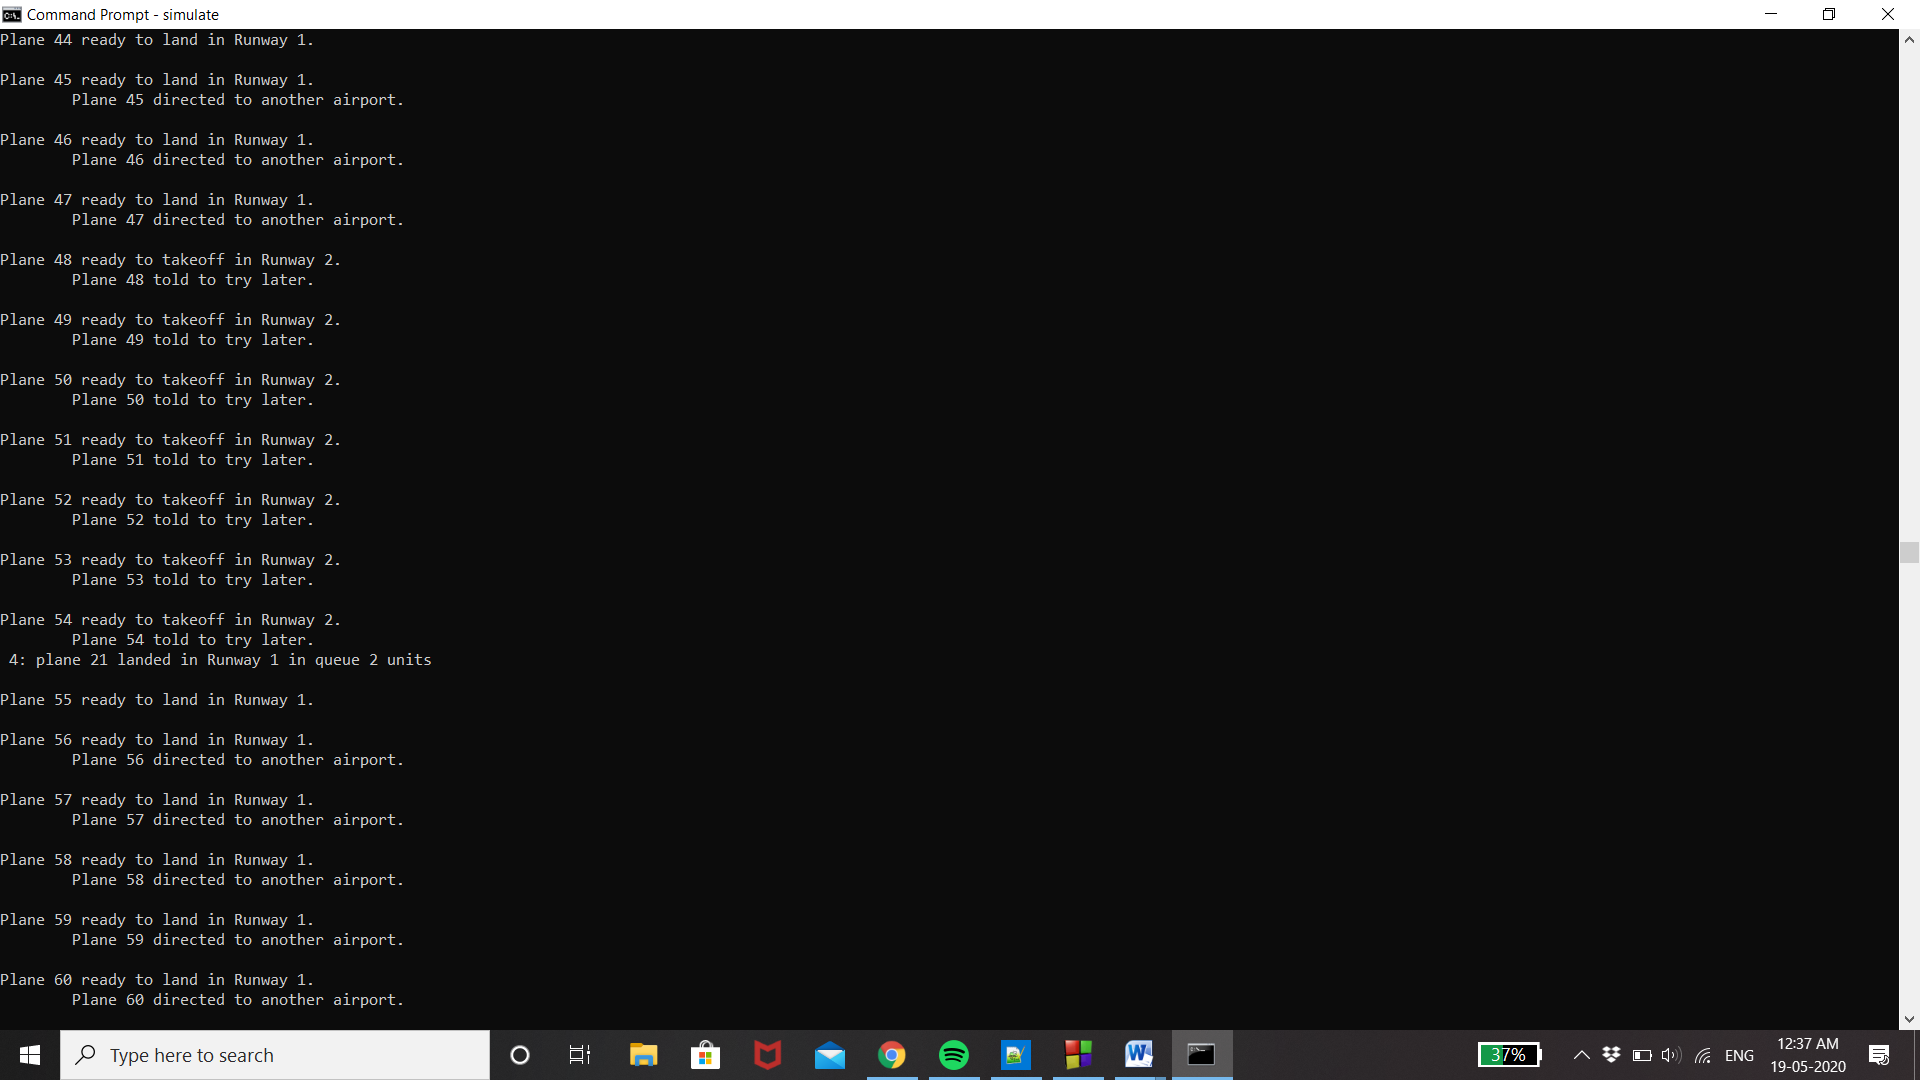 Command Prompt - simulate
Plane 44 ready to land in Runway 1.
Plane 45 ready to land in Runway 1.
Plane 45 directed to another airport.
Plane 46 ready to land in Runway 1.
Plane 46 directed to another airport.
Plane 47 ready to land in Runway 1.
Plane 47 directed to another airport.
Plane 48 ready to takeoff in Runway 2.
Plane 48 told to try later.
Plane 49 ready to takeoff in Runway 2.
Plane 49 told to try later.
Plane 50 ready to takeoff in Runway 2.
Plane 50 told to try later.
Plane 51 ready to takeoff in Runway 2.
Plane 51 told to try later.
Plane 52 ready to takeoff in Runway 2.
Plane 52 told to try later.
Plane 53 ready to takeoff in Runway 2.
Plane 53 told to try later.
Plane 54 ready to takeoff in Runway 2.
Plane 54 told to try later.
4: plane 21 landed in Runway 1 in queue 2 units
Plane 55 ready to land in Runway 1.
Plane 56 ready to land in Runway 1.
Plane 56 directed to another airport.
Plane 57 ready to land in Runway 1.
Plane 57 directed to another airport.
Plane 58 ready to land in Runway 1.
Plane 58 directed to another airport.
Plane 59 ready to land in Runway 1.
Plane 59 directed to another airport.
Plane 60 ready to land in Runway 1.
Plane 60 directed to another airport.
Type here to search
37%
ENG
12:37 AM
19-05-2020